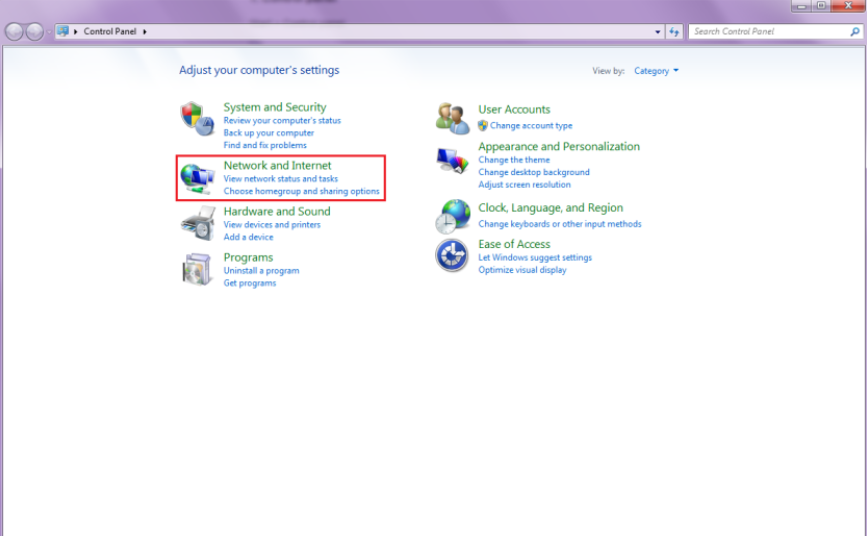 Control Panel
Search Control Panel
Adjust your computer's settings
View by: Category
System and Security
Review your computer's status
Back up your computer
Find and fix problems
Network and Internet
View network status and tasks
Choose homegroup and sharing options
Hardware and Sound
View devices and printers
Add a device
Programs
Uninstall a program
Get programs
User Accounts
Change account type
Appearance and Personalization
Change the theme
Change desktop background
Adjust screen resolution
Clock, Language, and Region
Change keyboards or other input methods
Ease of Access
Let Windows suggest settings
Optimize visual display